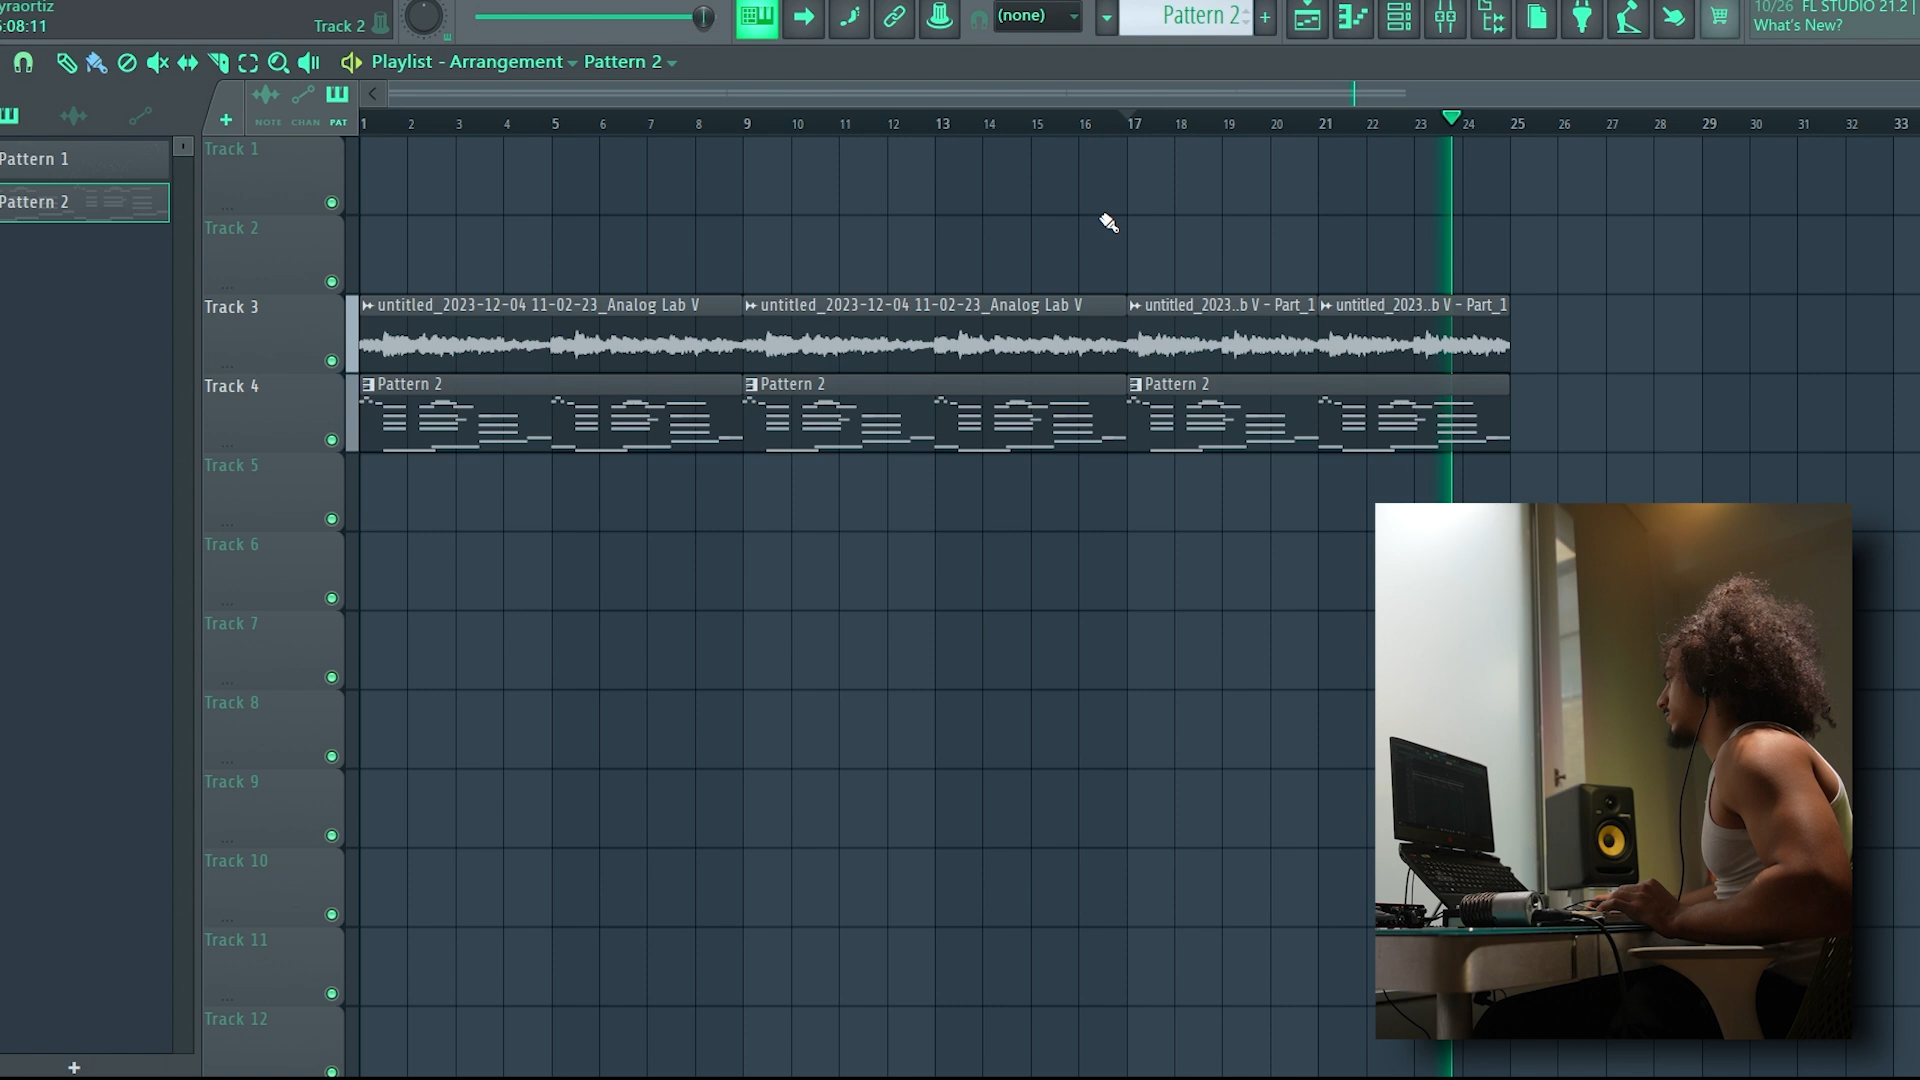 yraortiz
5:08:11
Track 2
(none)
Pattern 2
+
10/26 FL STUDIO 21.2 |
What's New?
Playlist - Arrangement
Pattern 2
NOTE CHAN PAT
1 2 3 4 5 6 7 8 9 10 11 12 13 14 15 16 17 18 19 20 21 22 23 24 25 26 27 28 29 30 31 32 33
Pattern 1
Pattern 2
Track 1
Track 2
Track 3
untitled_2023-12-04 11-02-23_Analog Lab V
untitled_2023-12-04 11-02-23_Analog Lab V
untitled_2023..b V - Part_1
untitled_2023..b V - Part_1
Track 4
Pattern 2
Pattern 2
Pattern 2
Track 5
Track 6
Track 7
Track 8
Track 9
Track 10
Track 11
Track 12